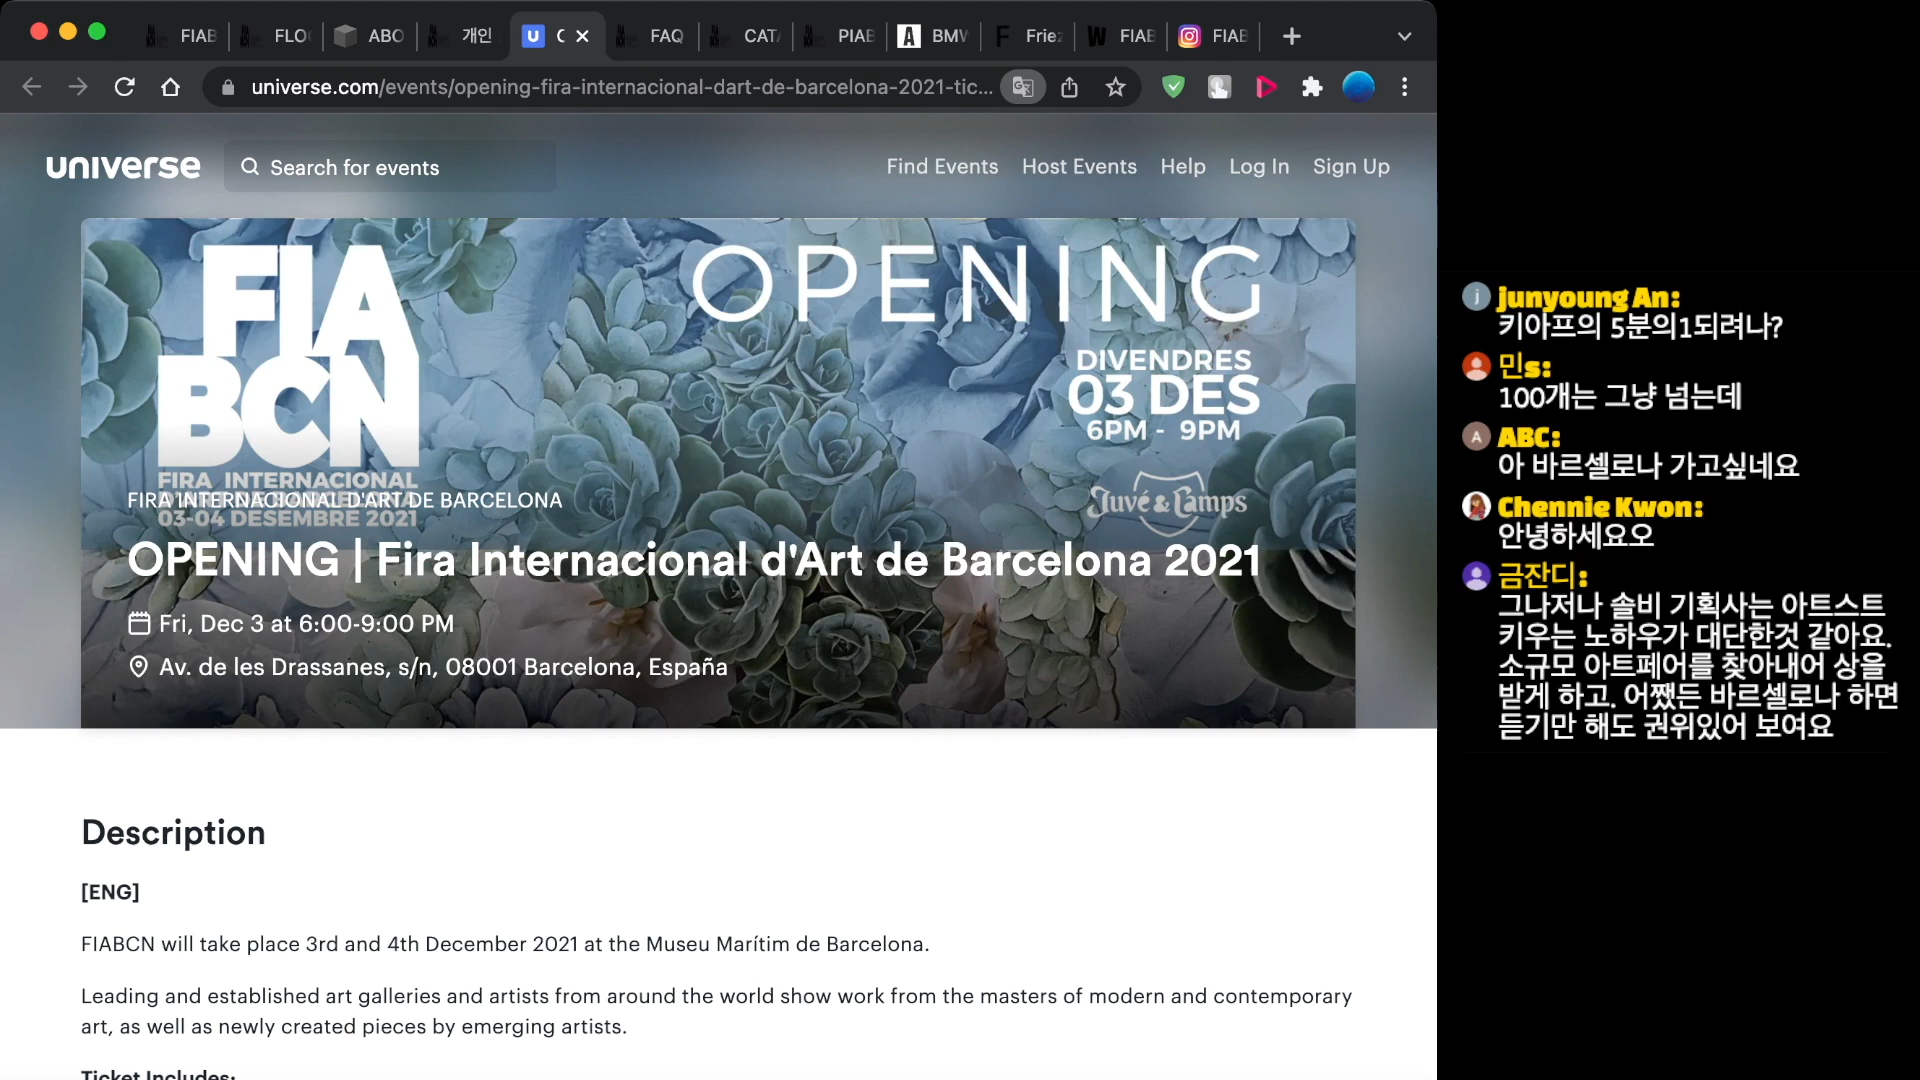 FIAB
FLO
ABO
개인
FAQ
CAT
PIAB
BMW
Friez
FIAB
FIAB
universe.com/events/opening-fira-internacional-dart-de-barcelona-2021-tic...
universe
Search for events
Find Events
Host Events
Help
Log In
Sign Up
FIA
BCN
FIRA INTERNACIONAL
03-04 DESEMBRE 2021
OPENING
DIVENDRES
03 DES
6PM - 9PM
Juvé & Camps
FIRA INTERNACIONAL D'ART DE BARCELONA
OPENING | Fira Internacional d'Art de Barcelona 2021
Fri, Dec 3 at 6:00-9:00 PM
Av. de les Drassanes, s/n, 08001 Barcelona, España
Description
[ENG]
FIABCN will take place 3rd and 4th December 2021 at the Museu Marítim de Barcelona.
Leading and established art galleries and artists from around the world show work from the masters of modern and contemporary
art, as well as newly created pieces by emerging artists.
Ticket Includes:
junyoung An:
키아프의 5분의1되려나?
민s:
100개는 그냥 넘는데
ABC:
아 바르셀로나 가고싶네요
Chennie Kwon:
안녕하세요오
금잔디:
그나저나 솔비 기획사는 아트스트
키우는 노하우가 대단한것 같아요.
소규모 아트페어를 찾아내어 상을
받게 하고. 어쨌든 바르셀로나 하면
듣기만 해도 권위있어 보여요